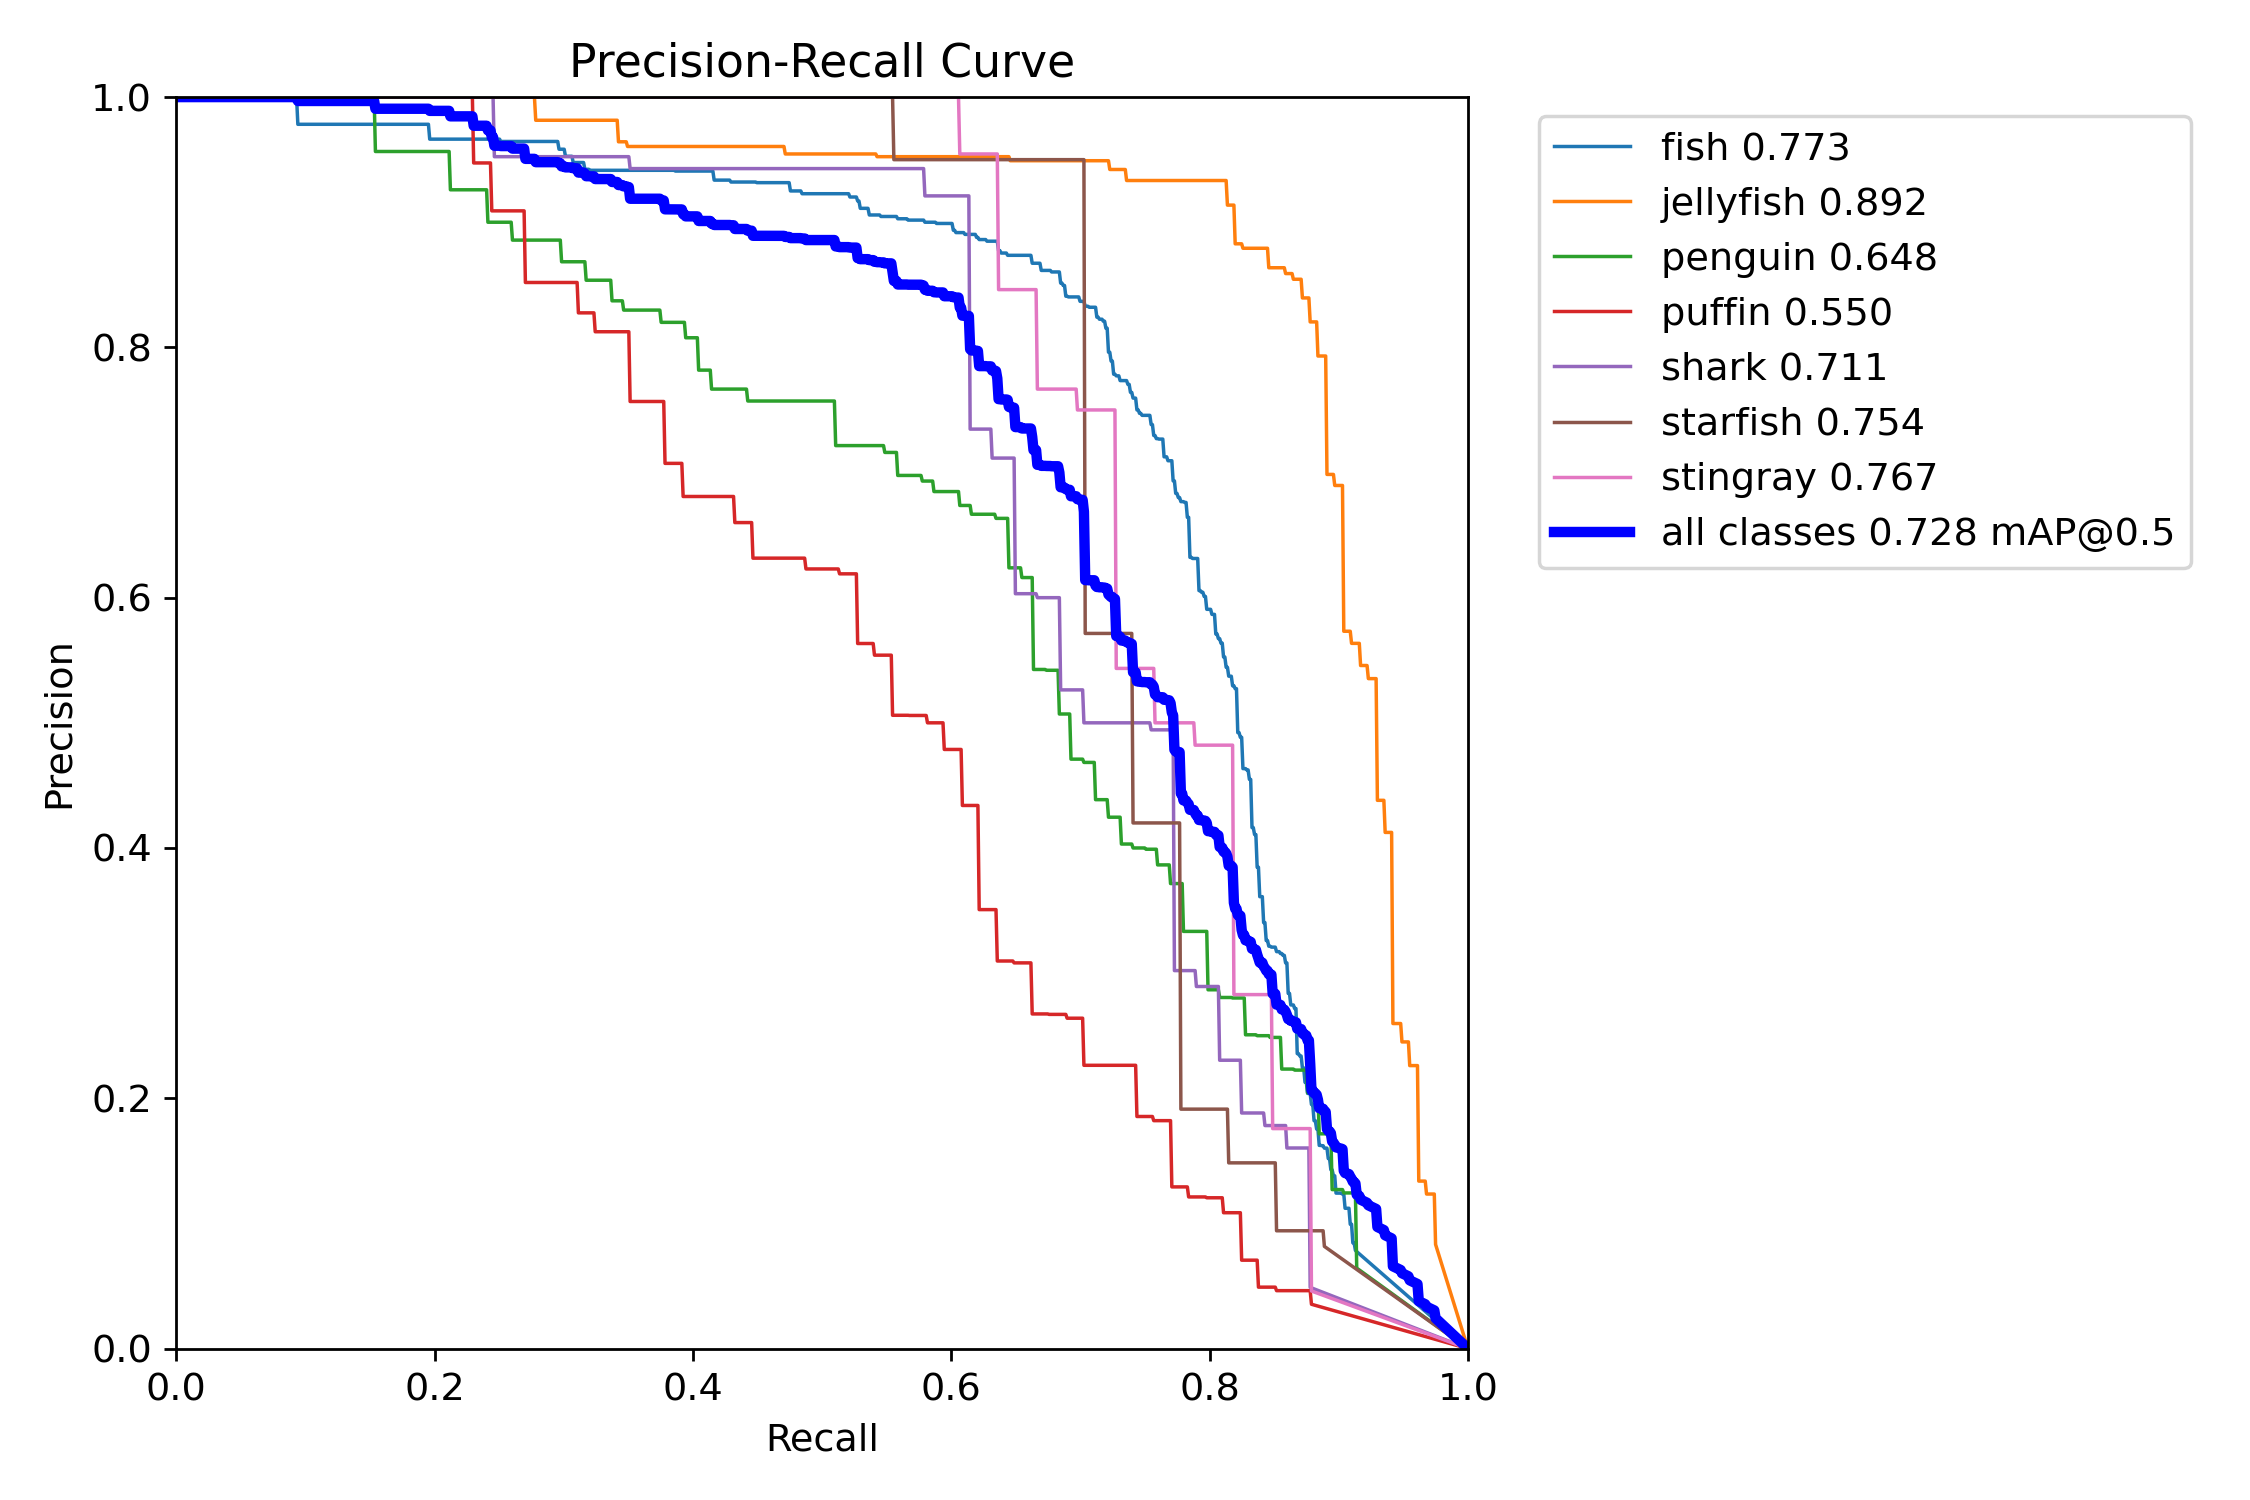 Precision-Recall Curve
1.0
0.8
0.6
0.4
0.2
0.0
Precision
0.0 0.2 0.4 0.6 0.8 1.0
Recall
fish 0.773
jellyfish 0.892
penguin 0.648
puffin 0.550
shark 0.711
starfish 0.754
stingray 0.767
all classes 0.728 mAP@0.5